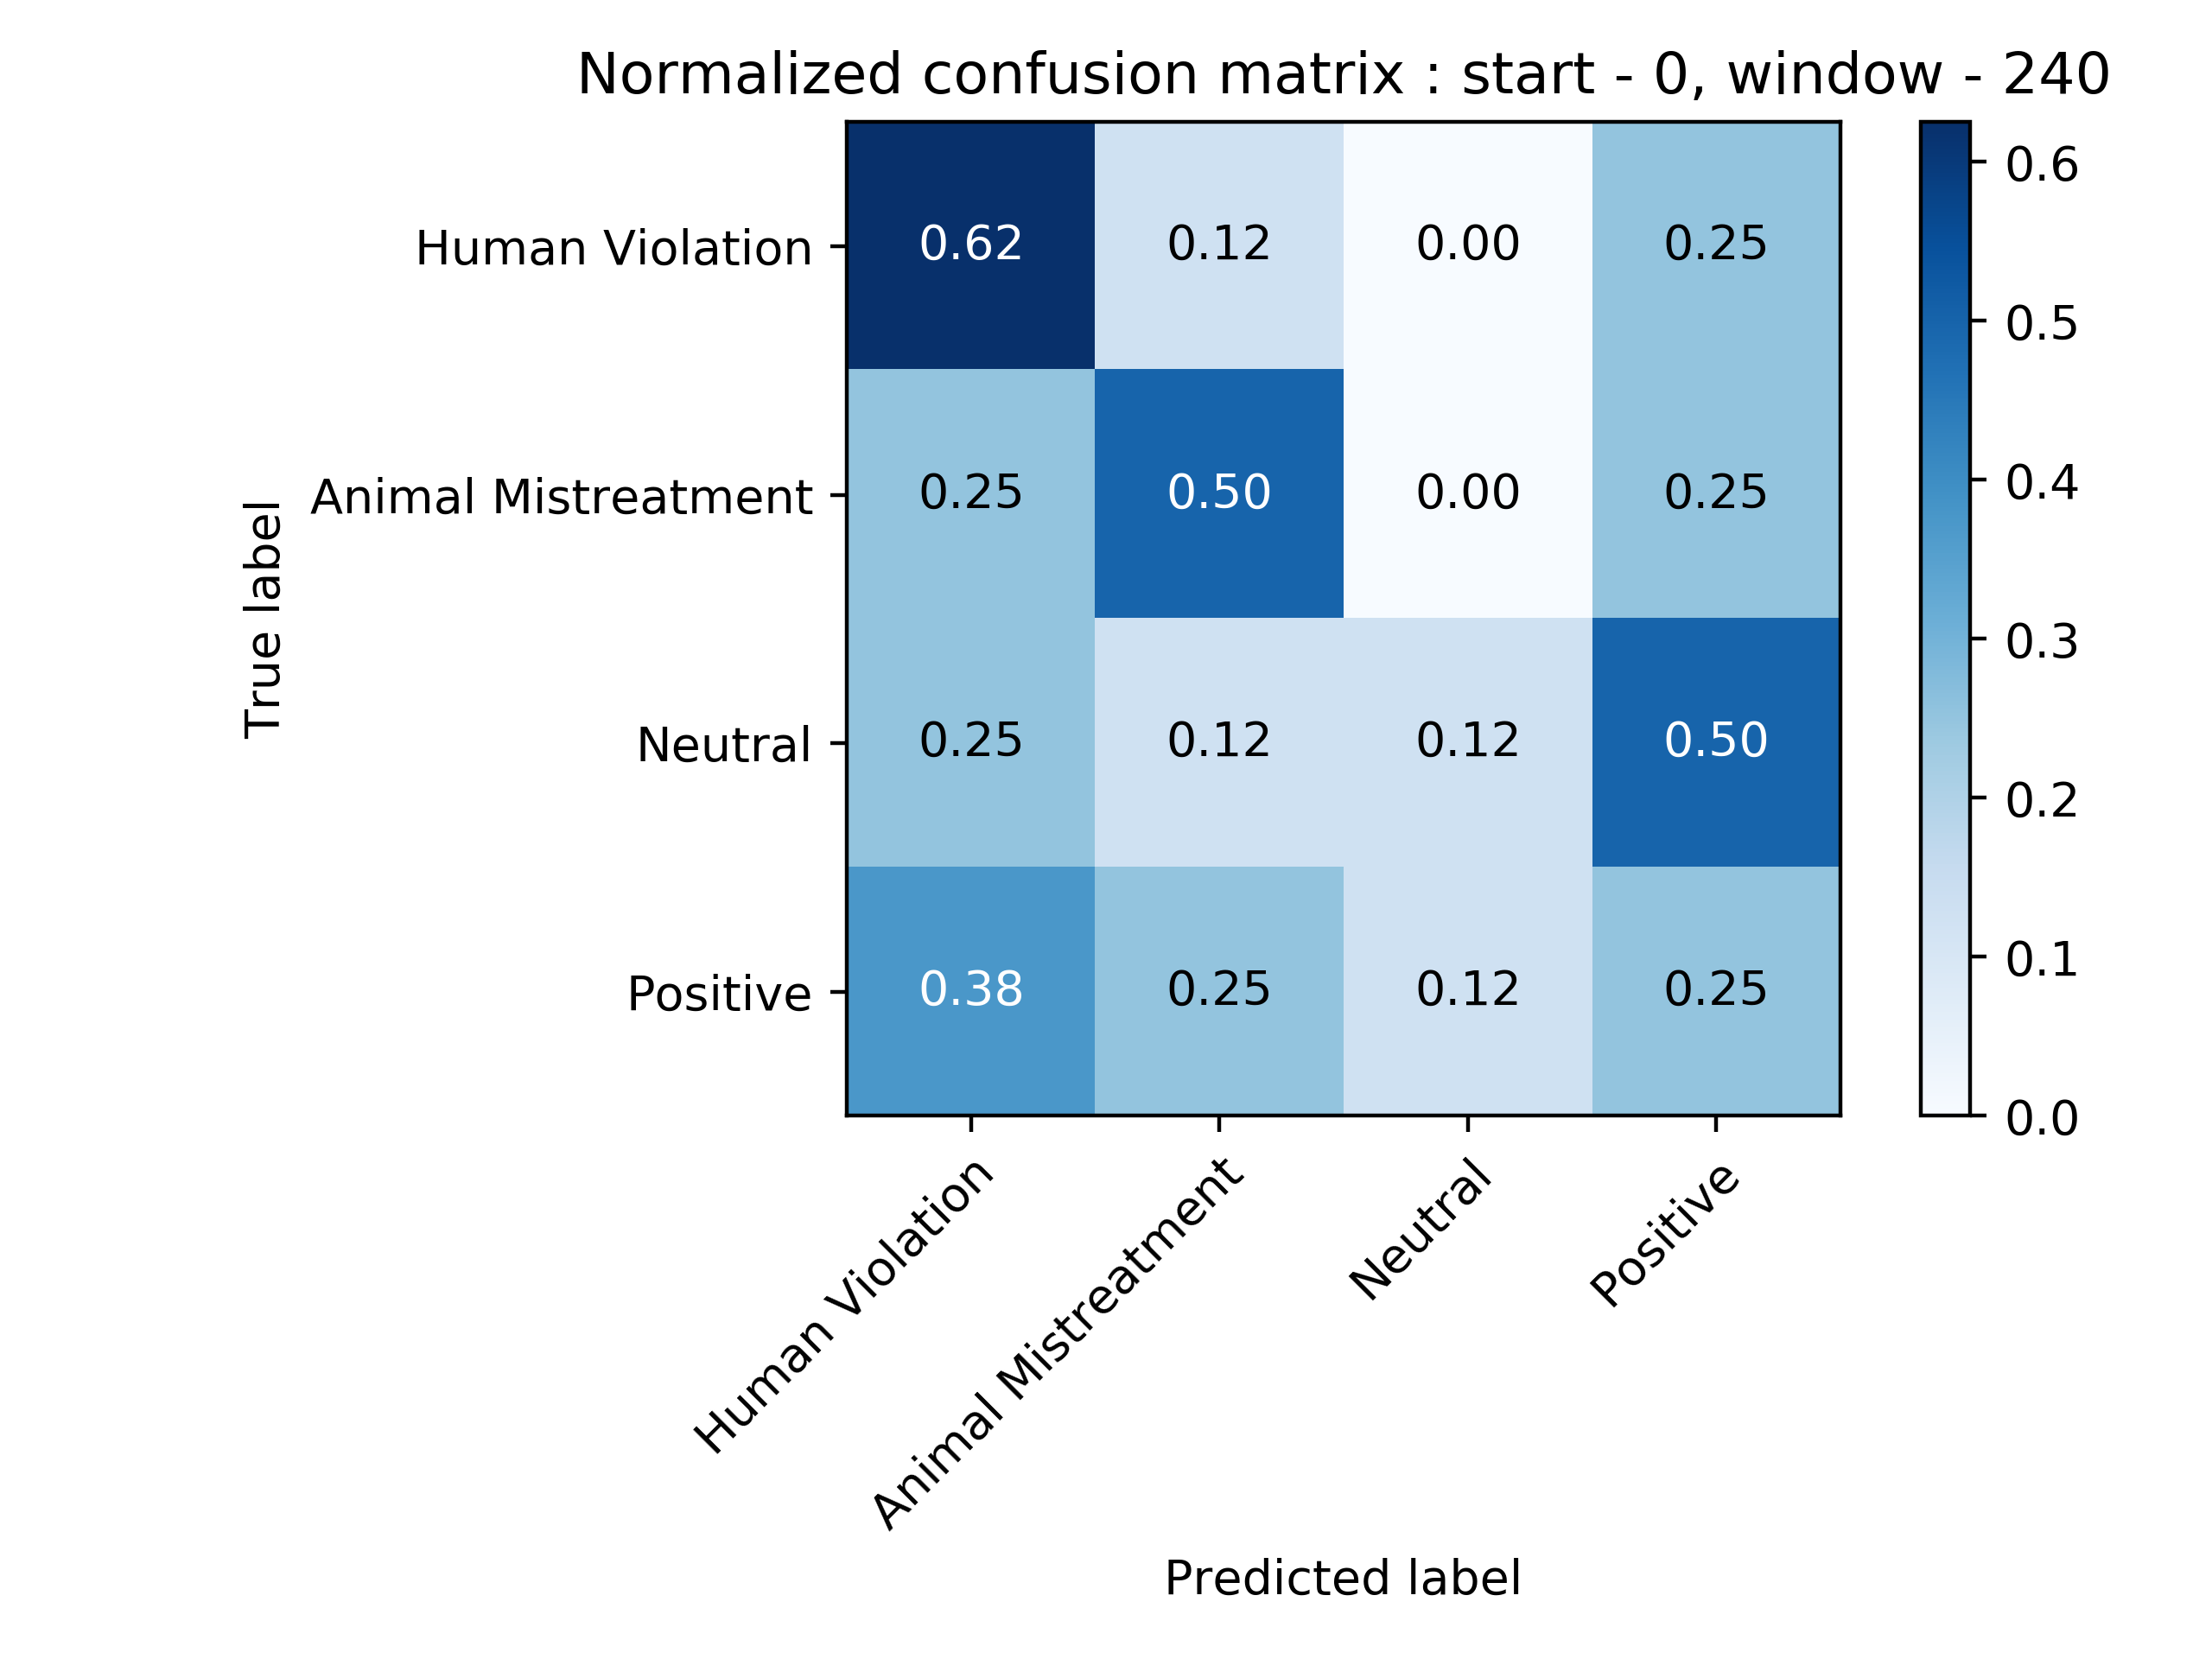 Normalized confusion matrix : start - 0, window - 240
True label
Human Violation 0.62 0.12 0.00 0.25
Animal Mistreatment 0.25 0.50 0.00 0.25
Neutral 0.25 0.12 0.12 0.50
Positive 0.38 0.25 0.12 0.25
Human Violation
Animal Mistreatment
Neutral
Positive
Predicted label
0.6
0.5
0.4
0.3
0.2
0.1
0.0